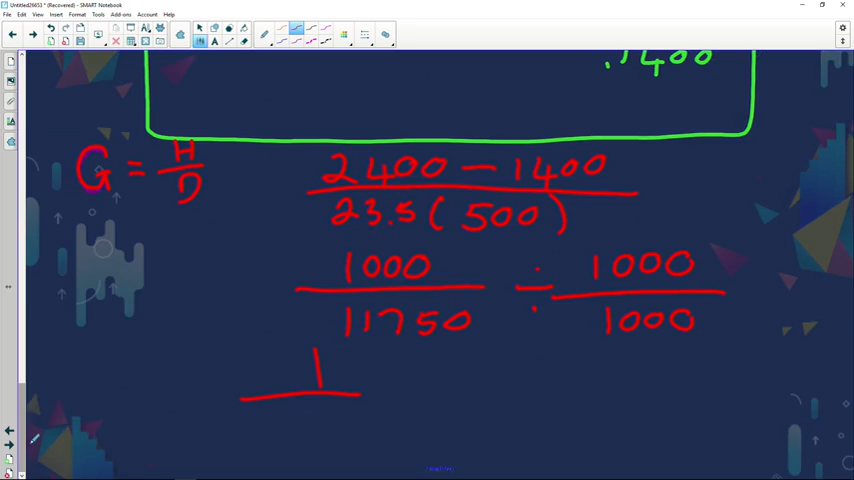 Untitled26653 * (Recovered) - SMART Notebook
File Edit View Insert Format Tools Add-ons Account Help
.1400
G = H/D
2400 - 1400
23.5(500)
1000 ÷ 1000
11750 1000
1